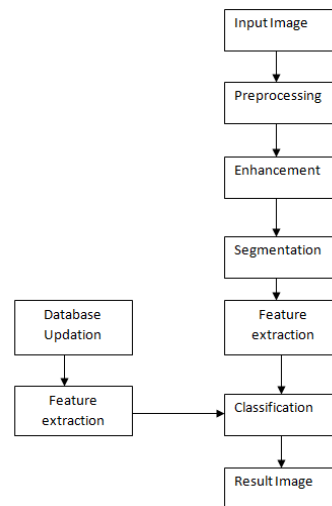 Input Image
Preprocessing
Enhancement
Segmentation
Feature
extraction
Database
Updation
Feature
extraction
Classification
Result Image